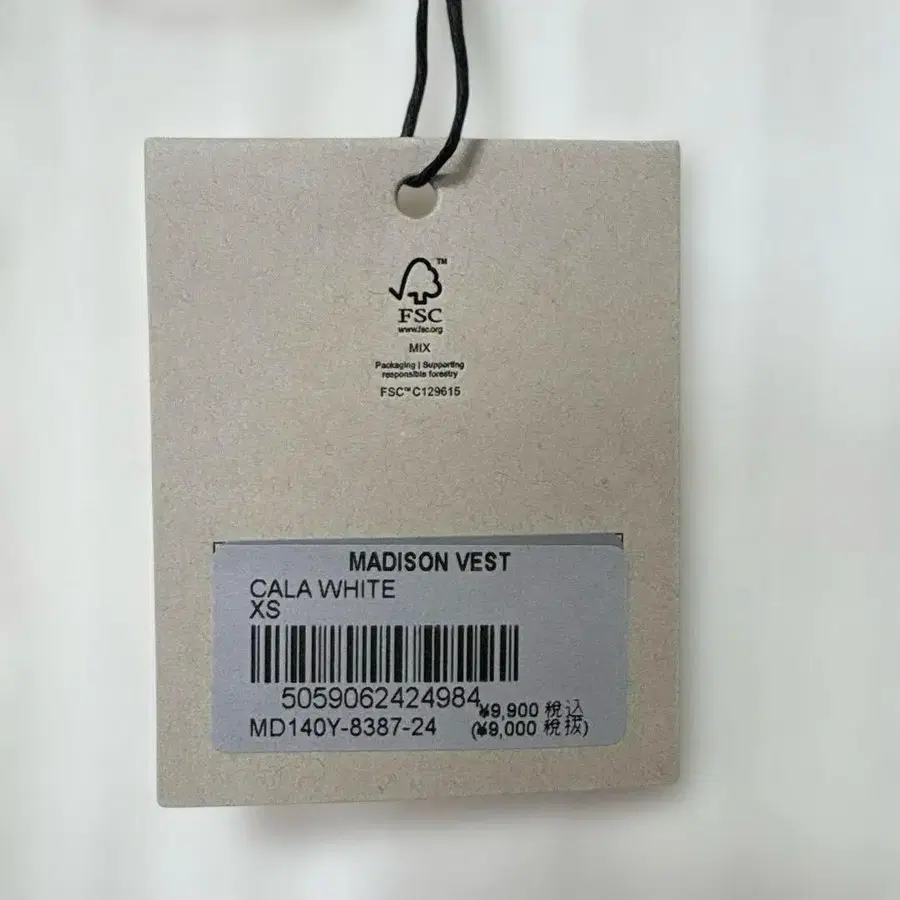 TM
FSC
www.fsc.org
MIX
Packaging | Supporting
responsible forestry
FSC™ C129615
MADISON VEST
CALA WHITE
XS
5059062424984
¥9,900 税込
MD140Y-8387-24 (¥9,000 税抜)